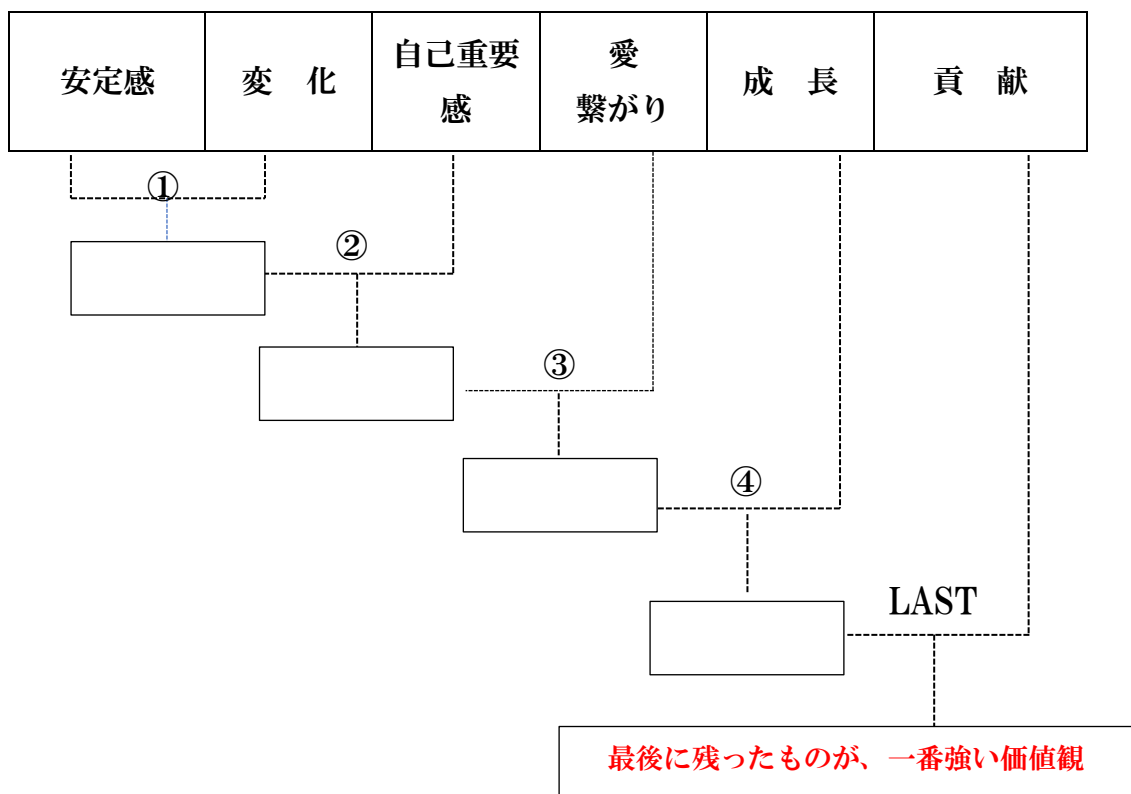 安定感
変　化
自己重要
感
愛
繋がり
成　長
貢　献
①
②
③
④
LAST
最後に残ったものが、一番強い価値観